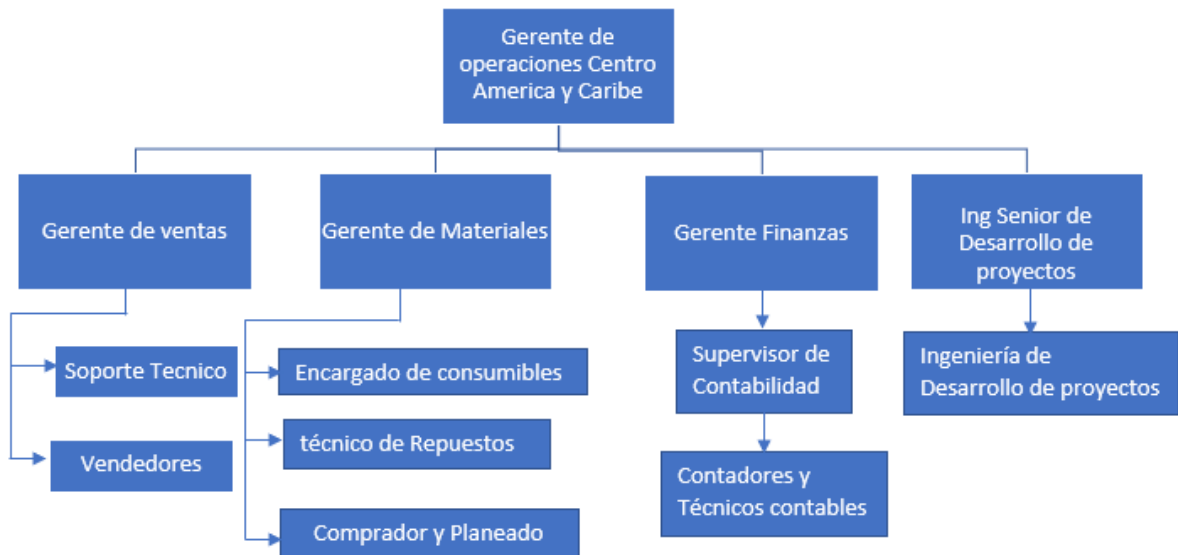 Gerente de
operaciones Centro
America y Caribe
Gerente de ventas
Gerente de Materiales
Gerente Finanzas
Ing Senior de
Desarrollo de
proyectos
Soporte Tecnico
Vendedores
Encargado de consumibles
técnico de Repuestos
Comprador y Planeado
Supervisor de
Contabilidad
Contadores y
Técnicos contables
Ingeniería de
Desarrollo de proyectos